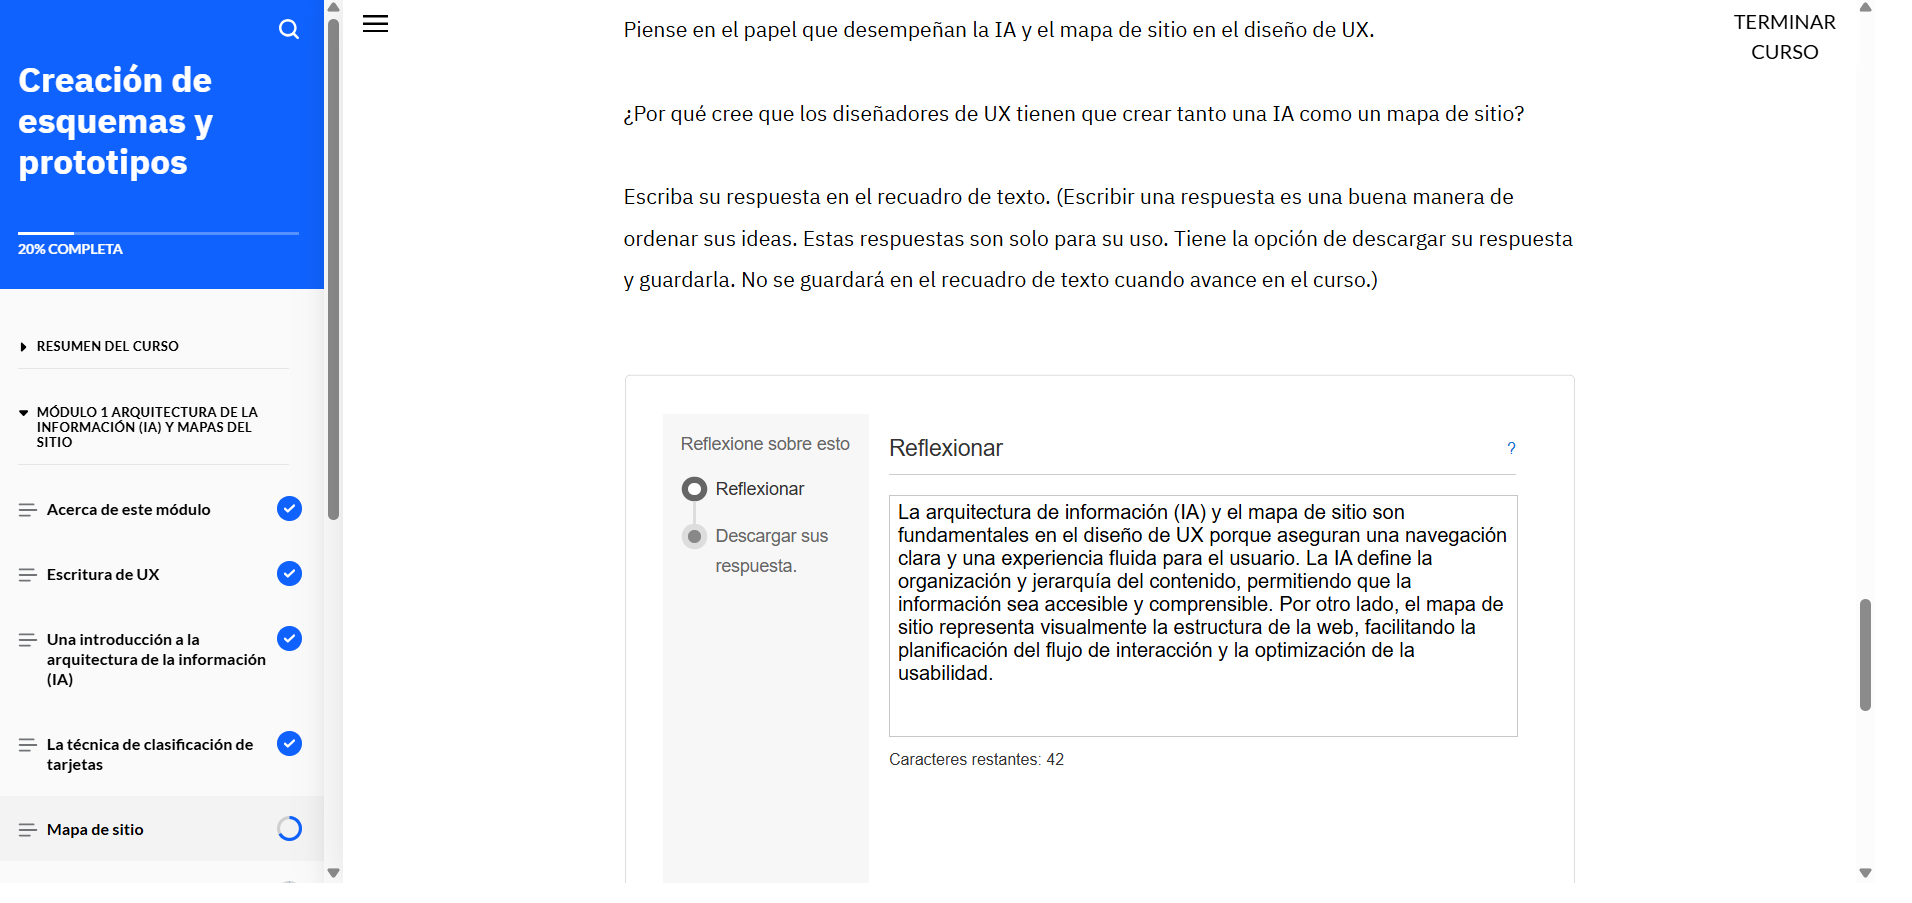 Creación de
esquemas y
prototipos
20% COMPLETA
RESUMEN DEL CURSO
MÓDULO 1 ARQUITECTURA DE LA
INFORMACIÓN (IA) Y MAPAS DEL
SITIO
Acerca de este módulo
Escritura de UX
Una introducción a la
arquitectura de la información
(IA)
La técnica de clasificación de
tarjetas
Mapa de sitio
TERMINAR
CURSO
Piense en el papel que desempeñan la IA y el mapa de sitio en el diseño de UX.
¿Por qué cree que los diseñadores de UX tienen que crear tanto una IA como un mapa de sitio?
Escriba su respuesta en el recuadro de texto. (Escribir una respuesta es una buena manera de
ordenar sus ideas. Estas respuestas son solo para su uso. Tiene la opción de descargar su respuesta
y guardarla. No se guardará en el recuadro de texto cuando avance en el curso.)
Reflexione sobre esto
Reflexionar
Descargar sus
respuesta.
Reflexionar
?
La arquitectura de información (IA) y el mapa de sitio son
fundamentales en el diseño de UX porque aseguran una navegación
clara y una experiencia fluida para el usuario. La IA define la
organización y jerarquía del contenido, permitiendo que la
información sea accesible y comprensible. Por otro lado, el mapa de
sitio representa visualmente la estructura de la web, facilitando la
planificación del flujo de interacción y la optimización de la
usabilidad.
Caracteres restantes: 42